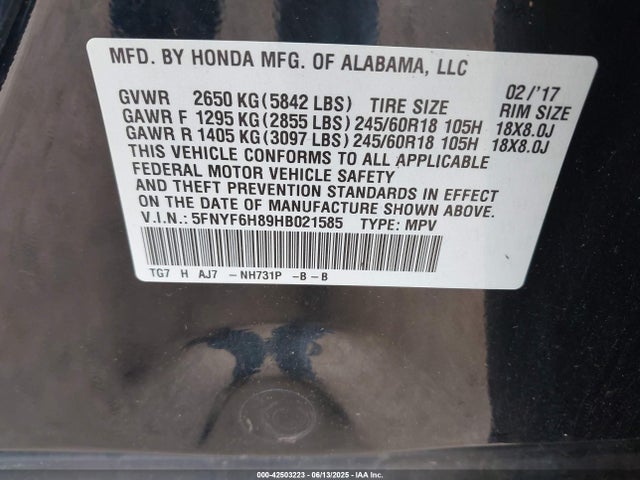 MFD. BY HONDA MFG. OF ALABAMA, LLC 02/'17
GVWR 2650 KG(5842 LBS) TIRE SIZE RIM SIZE
GAWR F 1295 KG(2855 LBS)245/60R18 105H 18X8.0J
GAWR R 1405 KG(3097 LBS)245/60R18 105H 18X8.0J
THIS VEHICLE CONFORMS TO ALL APPLICABLE
FEDERAL MOTOR VEHICLE SAFETY
AND THEFT PREVENTION STANDARDS IN EFFECT
ON THE DATE OF MANUFACTURE SHOWN ABOVE.
V.I.N.: 5FNYF6H89HB021585 TYPE: MPV
TG7 H AJ7 -NH731P -B-B
000-42503223 - 06/13/2025 - IAA Inc.